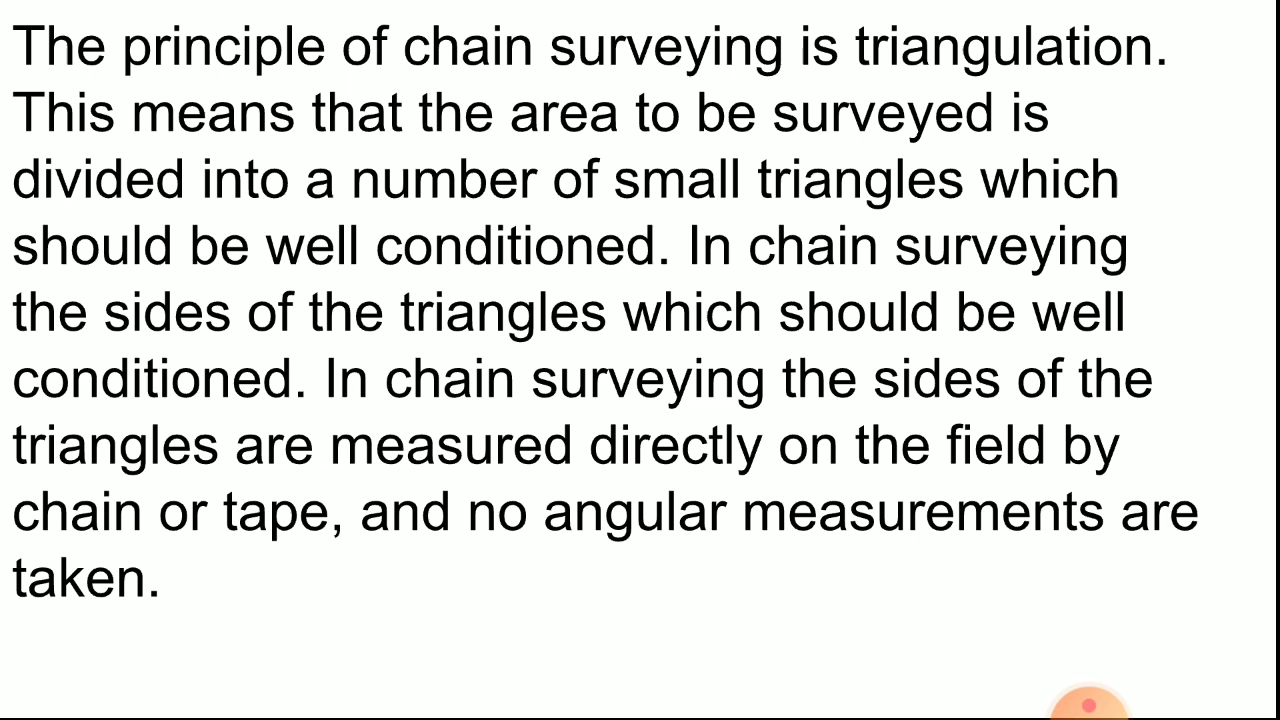 The principle of chain surveying is triangulation.
This means that the area to be surveyed is
divided into a number of small triangles which
should be well conditioned. In chain surveying
the sides of the triangles which should be well
conditioned. In chain surveying the sides of the
triangles are measured directly on the field by
chain or tape, and no angular measurements are
taken.